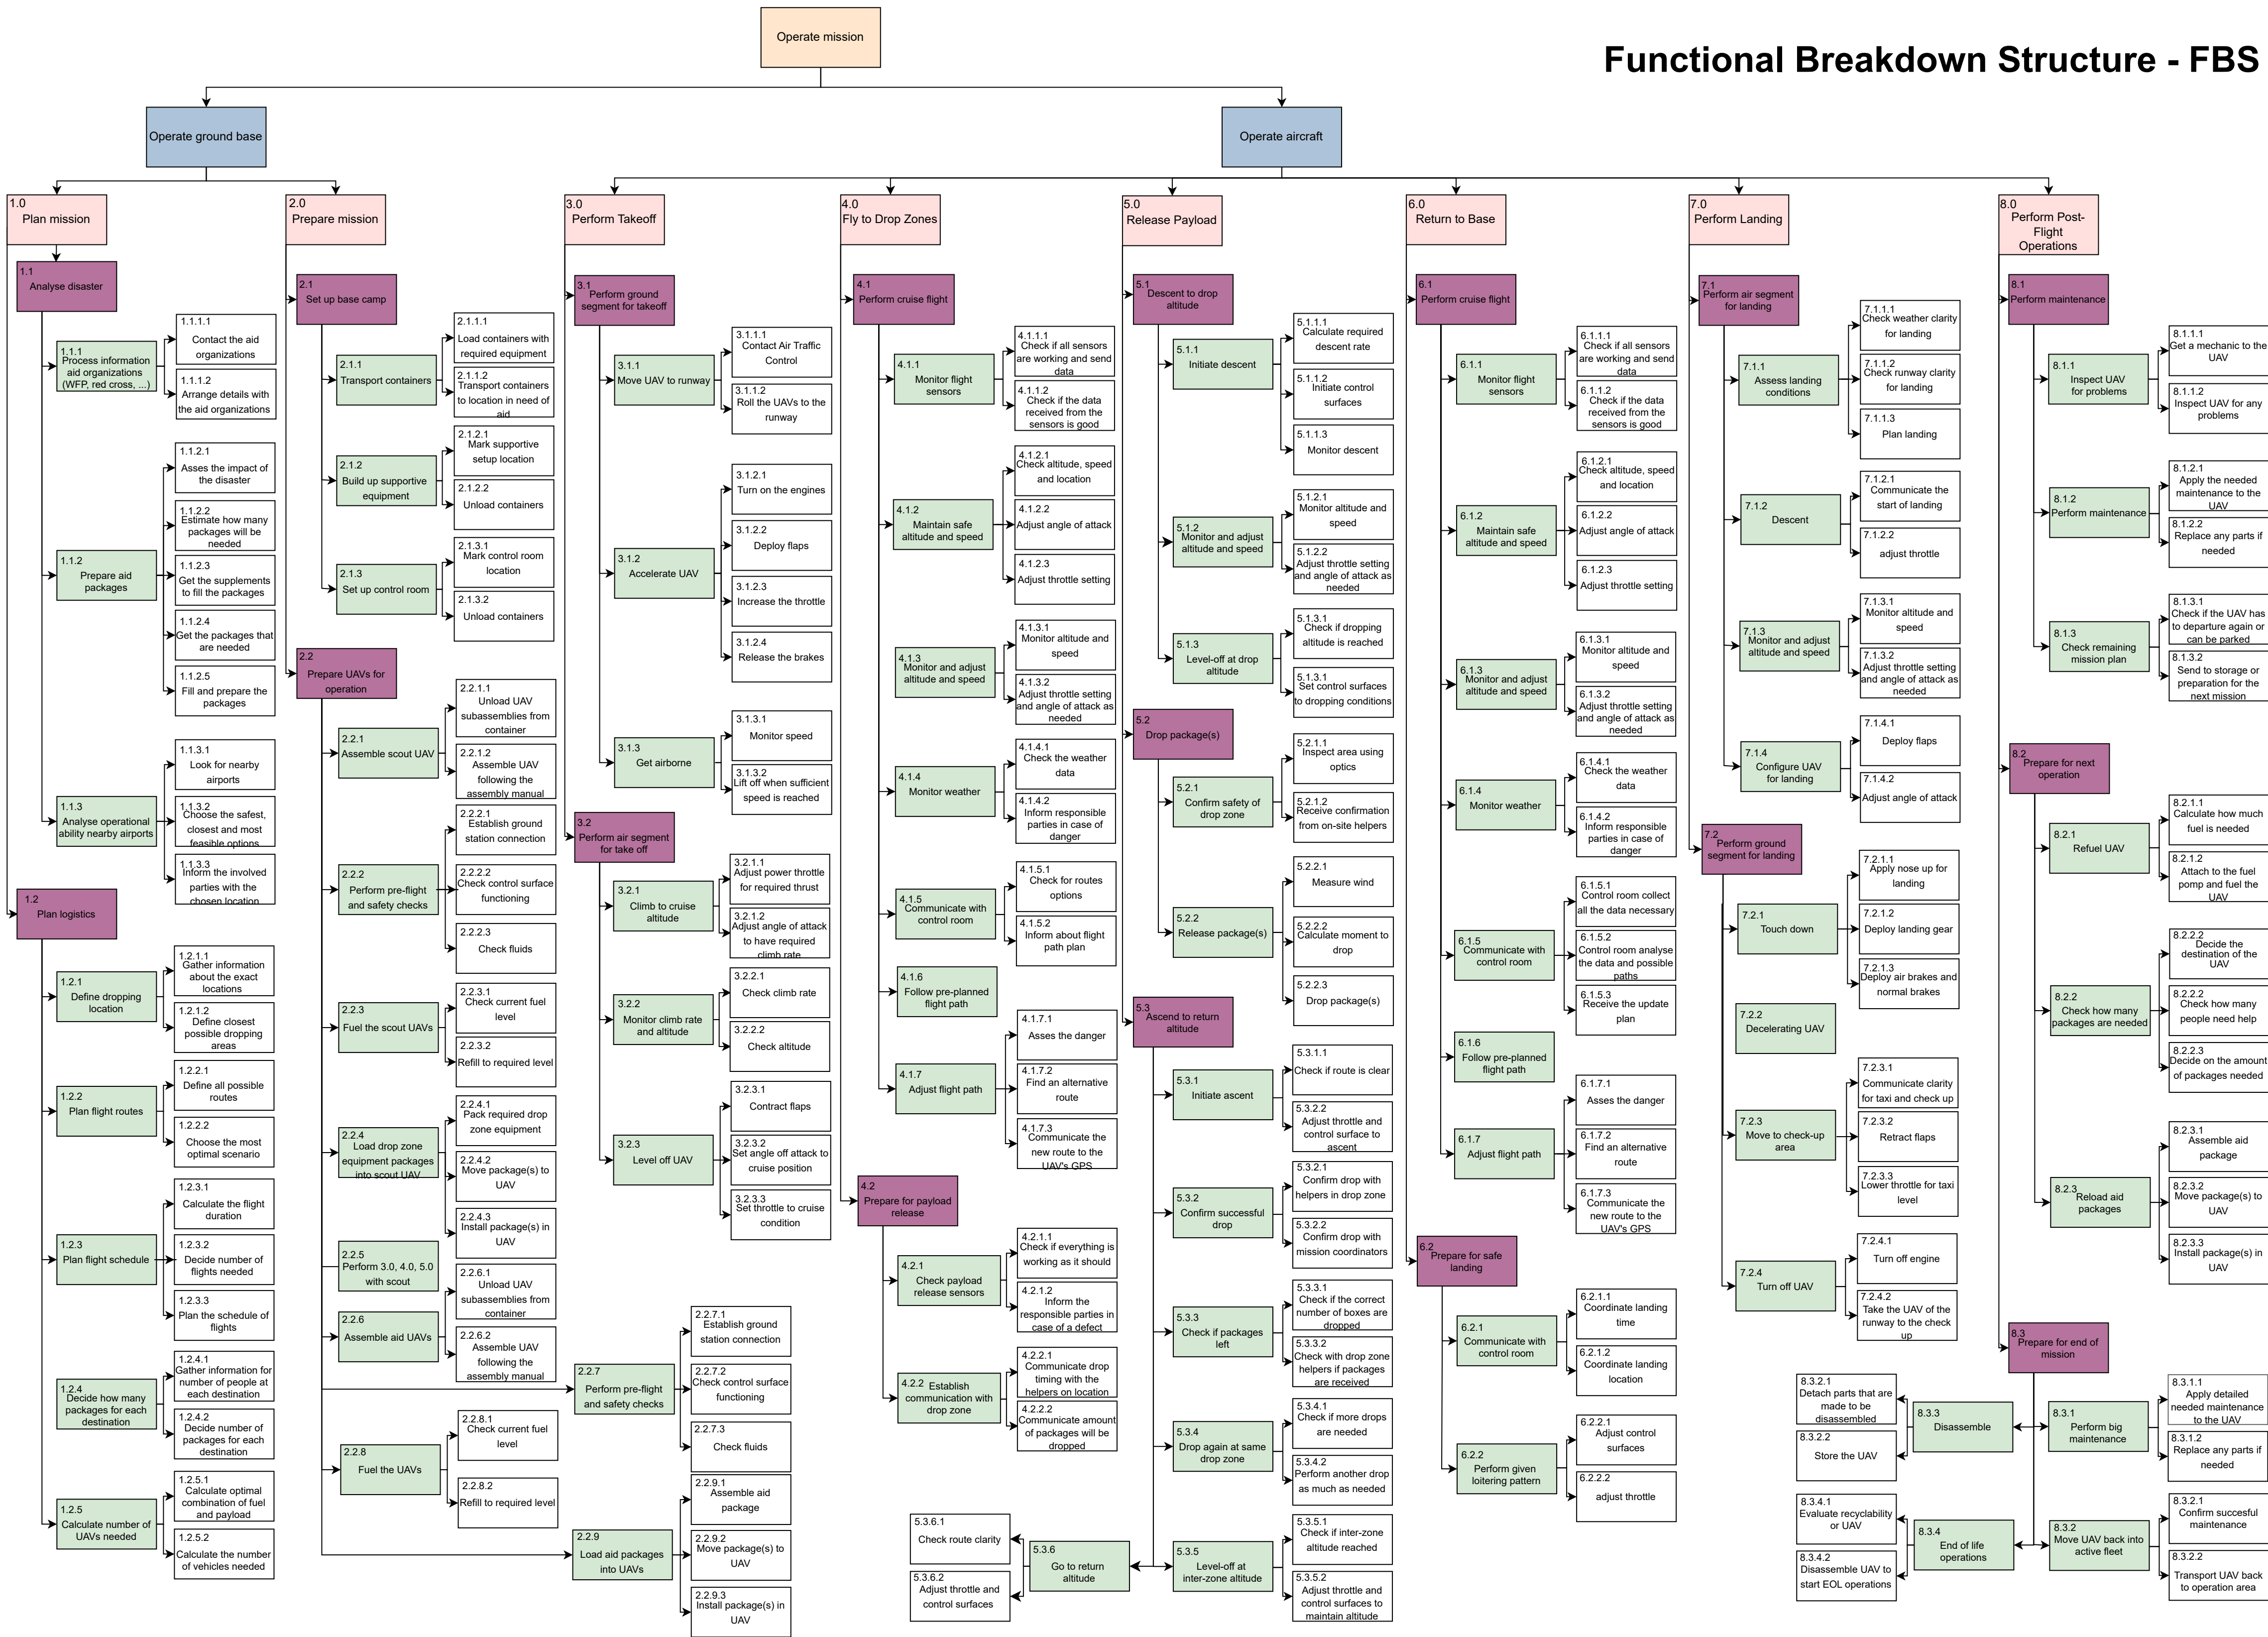 Operate mission
Functional Breakdown Structure - FBS
Operate ground base
Operate aircraft
1.0
Plan mission
1.1
Analyse disaster
1.1.1
Process information
aid organizations
(WFP, red cross, ...)
1.1.1.1
Contact the aid
organizations
1.1.1.2
Arrange details with
the aid organizations
1.1.2
Prepare aid
packages
1.1.2.1
Asses the impact of
the disaster
1.1.2.2
Estimate how many
packages will be
needed
1.1.2.3
Get the supplements
to fill the packages
1.1.2.4
Get the packages that
are needed
1.1.2.5
Fill and prepare the
packages
1.1.3
Analyse operational
ability nearby airports
1.1.3.1
Look for nearby
airports
1.1.3.2
Choose the safest,
closest and most
feasible options
1.1.3.3
Inform the involved
parties with the
chosen location
1.2
Plan logistics
1.2.1
Define dropping
location
1.2.1.1
Gather information
about the exact
locations
1.2.1.2
Define closest
possible dropping
areas
1.2.2
Plan flight routes
1.2.2.1
Define all possible
routes
1.2.2.2
Choose the most
optimal scenario
1.2.3
Plan flight schedule
1.2.3.1
Calculate the flight
duration
1.2.3.2
Decide number of
flights needed
1.2.3.3
Plan the schedule of
flights
1.2.4
Decide how many
packages for each
destination
1.2.4.1
Gather information for
number of people at
each destination
1.2.4.2
Decide number of
packages for each
destination
1.2.5
Calculate number of
UAVs needed
1.2.5.1
Calculate optimal
combination of fuel
and payload
1.2.5.2
Calculate the number
of vehicles needed
2.0
Prepare mission
2.1
Set up base camp
2.1.1
Transport containers
2.1.1.1
Load containers with
required equipment
2.1.1.2
Transport containers
to location in need of
aid
2.1.2
Build up supportive
equipment
2.1.2.1
Mark supportive
setup location
2.1.2.2
Unload containers
2.1.3
Set up control room
2.1.3.1
Mark control room
location
2.1.3.2
Unload containers
2.2
Prepare UAVs for
operation
2.2.1
Assemble scout UAV
2.2.1.1
Unload UAV
subassemblies from
container
2.2.1.2
Assemble UAV
following the
assembly manual
2.2.2
Perform pre-flight
and safety checks
2.2.2.1
Establish ground
station connection
2.2.2.2
Check control surface
functioning
2.2.2.3
Check fluids
2.2.3
Fuel the scout UAVs
2.2.3.1
Check current fuel
level
2.2.3.2
Refill to required level
2.2.4
Load drop zone
equipment packages
into scout UAV
2.2.4.1
Pack required drop
zone equipment
2.2.4.2
Move package(s) to
UAV
2.2.4.3
Install package(s) in
UAV
2.2.5
Perform 3.0, 4.0, 5.0
with scout
2.2.6
Assemble aid UAVs
2.2.6.1
Unload UAV
subassemblies from
container
2.2.6.2
Assemble UAV
following the
assembly manual
2.2.7
Perform pre-flight
and safety checks
2.2.7.1
Establish ground
station connection
2.2.7.2
Check control surface
functioning
2.2.7.3
Check fluids
2.2.8
Fuel the UAVs
2.2.8.1
Check current fuel
level
2.2.8.2
Refill to required level
2.2.9
Load aid packages
into UAVs
2.2.9.1
Assemble aid
package
2.2.9.2
Move package(s) to
UAV
2.2.9.3
Install package(s) in
UAV
3.0
Perform Takeoff
3.1
Perform ground
segment for takeoff
3.1.1
Move UAV to runway
3.1.1.1
Contact Air Traffic
Control
3.1.1.2
Roll the UAVs to the
runway
3.1.2
Accelerate UAV
3.1.2.1
Turn on the engines
3.1.2.2
Deploy flaps
3.1.2.3
Increase the throttle
3.1.2.4
Release the brakes
3.1.3
Get airborne
3.1.3.1
Monitor speed
3.1.3.2
Lift off when sufficient
speed is reached
3.2
Perform air segment
for take off
3.2.1
Climb to cruise
altitude
3.2.1.1
Adjust power throttle
for required thrust
3.2.1.2
Adjust angle of attack
to have required
climb rate
3.2.2
Monitor climb rate
and altitude
3.2.2.1
Check climb rate
3.2.2.2
Check altitude
3.2.3
Level off UAV
3.2.3.1
Contract flaps
3.2.3.2
Set angle off attack to
cruise position
3.2.3.3
Set throttle to cruise
condition
4.0
Fly to Drop Zones
4.1
Perform cruise flight
4.1.1
Monitor flight
sensors
4.1.1.1
Check if all sensors
are working and send
data
4.1.1.2
Check if the data
received from the
sensors is good
4.1.2
Maintain safe
altitude and speed
4.1.2.1
Check altitude, speed
and location
4.1.2.2
Adjust angle of attack
4.1.2.3
Adjust throttle setting
4.1.3
Monitor and adjust
altitude and speed
4.1.3.1
Monitor altitude and
speed
4.1.3.2
Adjust throttle setting
and angle of attack as
needed
4.1.4
Monitor weather
4.1.4.1
Check the weather
data
4.1.4.2
Inform responsible
parties in case of
danger
4.1.5
Communicate with
control room
4.1.5.1
Check for routes
options
4.1.5.2
Inform about flight
path plan
4.1.6
Follow pre-planned
flight path
4.1.7
Adjust flight path
4.1.7.1
Asses the danger
4.1.7.2
Find an alternative
route
4.1.7.3
Communicate the
new route to the
UAV's GPS
4.2
Prepare for payload
release
4.2.1
Check payload
release sensors
4.2.1.1
Check if everything is
working as it should
4.2.1.2
Inform the
responsible parties in
case of a defect
4.2.2
Establish
communication with
drop zone
4.2.2.1
Communicate drop
timing with the
helpers on location
4.2.2.2
Communicate amount
of packages will be
dropped
5.0
Release Payload
5.1
Descent to drop
altitude
5.1.1
Initiate descent
5.1.1.1
Calculate required
descent rate
5.1.1.2
Initiate control
surfaces
5.1.1.3
Monitor descent
5.1.2
Monitor and adjust
altitude and speed
5.1.2.1
Monitor altitude and
speed
5.1.2.2
Adjust throttle setting
and angle of attack as
needed
5.1.3
Level-off at drop
altitude
5.1.3.1
Check if dropping
altitude is reached
5.1.3.1
Set control surfaces
to dropping conditions
5.2
Drop package(s)
5.2.1
Confirm safety of
drop zone
5.2.1.1
Inspect area using
optics
5.2.1.2
Receive confirmation
from on-site helpers
5.2.2
Release package(s)
5.2.2.1
Measure wind
5.2.2.2
Calculate moment to
drop
5.2.2.3
Drop package(s)
5.3
Ascend to return
altitude
5.3.1
Initiate ascent
5.3.1.1
Check if route is clear
5.3.2.2
Adjust throttle and
control surface to
ascent
5.3.2
Confirm successful
drop
5.3.2.1
Confirm drop with
helpers in drop zone
5.3.2.2
Confirm drop with
mission coordinators
5.3.3
Check if packages
left
5.3.3.1
Check if the correct
number of boxes are
dropped
5.3.3.2
Check with drop zone
helpers if packages
are received
5.3.4
Drop again at same
drop zone
5.3.4.1
Check if more drops
are needed
5.3.4.2
Perform another drop
as much as needed
5.3.5
Level-off at
inter-zone altitude
5.3.5.1
Check if inter-zone
altitude reached
5.3.5.2
Adjust throttle and
control surfaces to
maintain altitude
5.3.6
Go to return
altitude
5.3.6.1
Check route clarity
5.3.6.2
Adjust throttle and
control surfaces
6.0
Return to Base
6.1
Perform cruise flight
6.1.1
Monitor flight
sensors
6.1.1.1
Check if all sensors
are working and send
data
6.1.1.2
Check if the data
received from the
sensors is good
6.1.2
Maintain safe
altitude and speed
6.1.2.1
Check altitude, speed
and location
6.1.2.2
Adjust angle of attack
6.1.2.3
Adjust throttle setting
6.1.3
Monitor and adjust
altitude and speed
6.1.3.1
Monitor altitude and
speed
6.1.3.2
Adjust throttle setting
and angle of attack as
needed
6.1.4
Monitor weather
6.1.4.1
Check the weather
data
6.1.4.2
Inform responsible
parties in case of
danger
6.1.5
Communicate with
control room
6.1.5.1
Control room collect
all the data necessary
6.1.5.2
Control room analyse
the data and possible
paths
6.1.5.3
Receive the update
plan
6.1.6
Follow pre-planned
flight path
6.1.7
Adjust flight path
6.1.7.1
Asses the danger
6.1.7.2
Find an alternative
route
6.1.7.3
Communicate the
new route to the
UAV's GPS
6.2
Prepare for safe
landing
6.2.1
Communicate with
control room
6.2.1.1
Coordinate landing
time
6.2.1.2
Coordinate landing
location
6.2.2
Perform given
loitering pattern
6.2.2.1
Adjust control
surfaces
6.2.2.2
adjust throttle
7.0
Perform Landing
7.1
Perform air segment
for landing
7.1.1
Assess landing
conditions
7.1.1.1
Check weather clarity
for landing
7.1.1.2
Check runway clarity
for landing
7.1.1.3
Plan landing
7.1.2
Descent
7.1.2.1
Communicate the
start of landing
7.1.2.2
adjust throttle
7.1.3
Monitor and adjust
altitude and speed
7.1.3.1
Monitor altitude and
speed
7.1.3.2
Adjust throttle setting
and angle of attack as
needed
7.1.4
Configure UAV
for landing
7.1.4.1
Deploy flaps
7.1.4.2
Adjust angle of attack
7.2
Perform ground
segment for landing
7.2.1
Touch down
7.2.1.1
Apply nose up for
landing
7.2.1.2
Deploy landing gear
7.2.1.3
Deploy air brakes and
normal brakes
7.2.2
Decelerating UAV
7.2.3
Move to check-up
area
7.2.3.1
Communicate clarity
for taxi and check up
7.2.3.2
Retract flaps
7.2.3.3
Lower throttle for taxi
level
7.2.4
Turn off UAV
7.2.4.1
Turn off engine
7.2.4.2
Take the UAV of the
runway to the check
up
8.0
Perform Post-
Flight
Operations
8.1
Perform maintenance
8.1.1
Inspect UAV
for problems
8.1.1.1
Get a mechanic to the
UAV
8.1.1.2
Inspect UAV for any
problems
8.1.2
Perform maintenance
8.1.2.1
Apply the needed
maintenance to the
UAV
8.1.2.2
Replace any parts if
needed
8.1.3
Check remaining
mission plan
8.1.3.1
Check if the UAV has
to departure again or
can be parked
8.1.3.2
Send to storage or
preparation for the
next mission
8.2
Prepare for next
operation
8.2.1
Refuel UAV
8.2.1.1
Calculate how much
fuel is needed
8.2.1.2
Attach to the fuel
pomp and fuel the
UAV
8.2.2
Check how many
packages are needed
8.2.2.2
Decide the
destination of the
UAV
8.2.2.2
Check how many
people need help
8.2.2.3
Decide on the amount
of packages needed
8.2.3
Reload aid
packages
8.2.3.1
Assemble aid
package
8.2.3.2
Move package(s) to
UAV
8.2.3.3
Install package(s) in
UAV
8.3
Prepare for end of
mission
8.3.1
Perform big
maintenance
8.3.1.1
Apply detailed
needed maintenance
to the UAV
8.3.1.2
Replace any parts if
needed
8.3.2
Move UAV back into
active fleet
8.3.2.1
Confirm succesful
maintenance
8.3.2.2
Transport UAV back
to operation area
8.3.3
Disassemble
8.3.2.1
Detach parts that are
made to be
disassembled
8.3.2.2
Store the UAV
8.3.4
End of life
operations
8.3.4.1
Evaluate recyclability
or UAV
8.3.4.2
Disassemble UAV to
start EOL operations